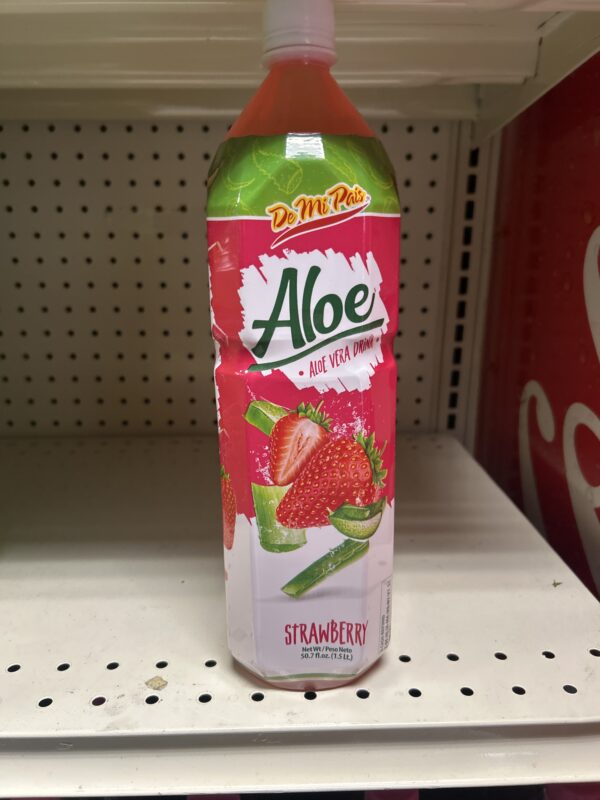 De Mi País
Aloe
• ALOE VERA DRINK •
STRAWBERRY
Net Wt / Peso Neto
50.7 fl.oz. (1.5 Lt.)